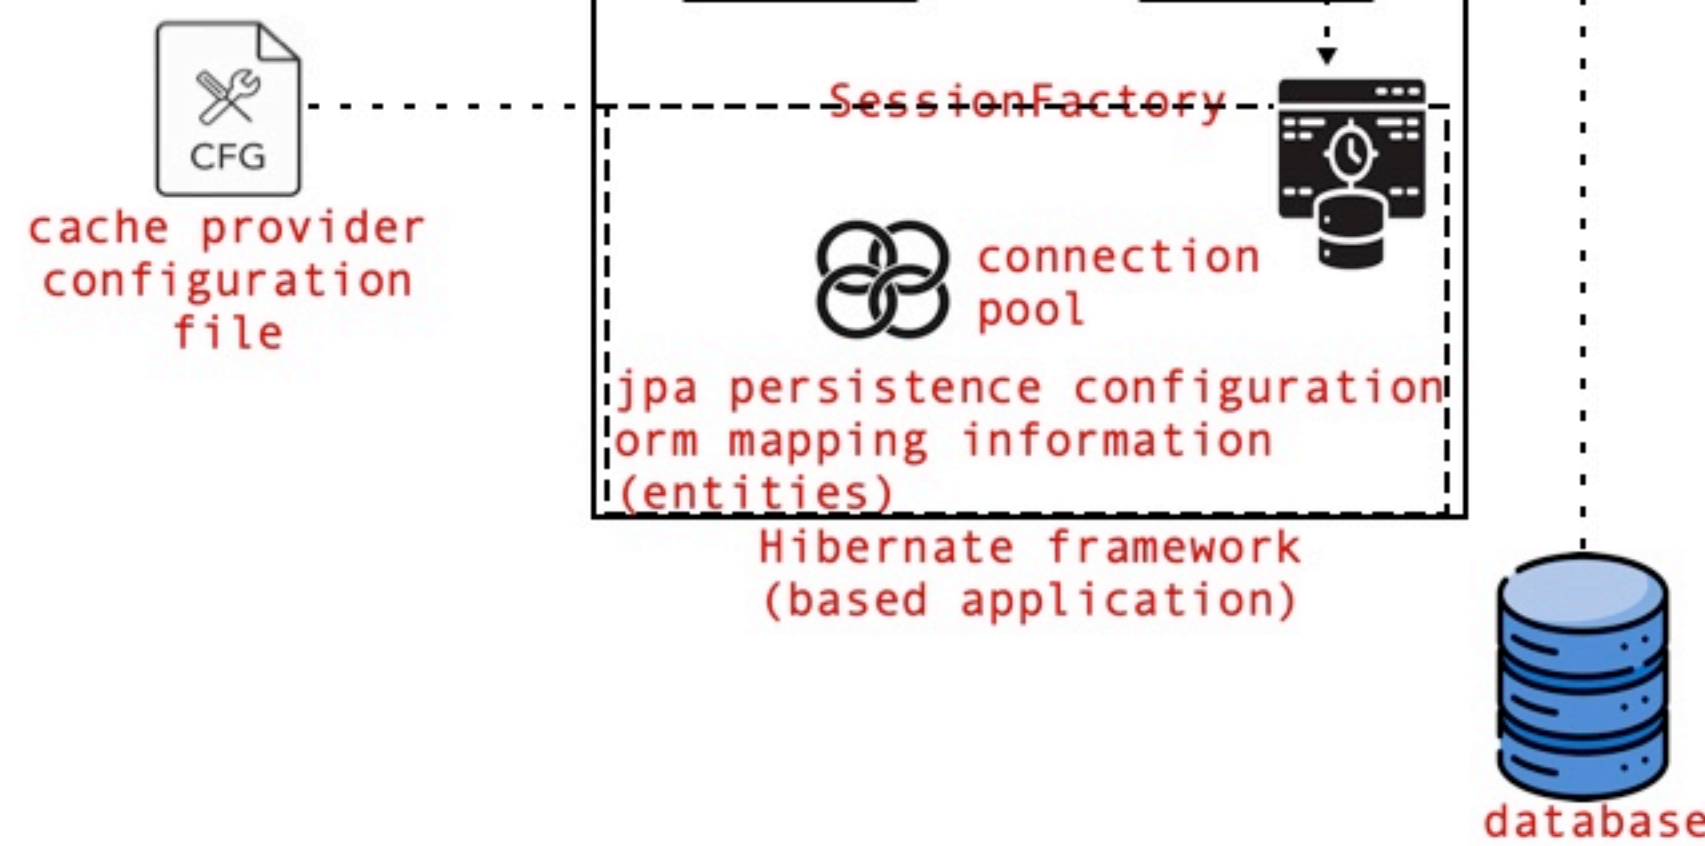 SessionFactory
CFG
cache provider
configuration
file
connection
pool
jpa persistence configuration
orm mapping information
(entities)
Hibernate framework
(based application)
database